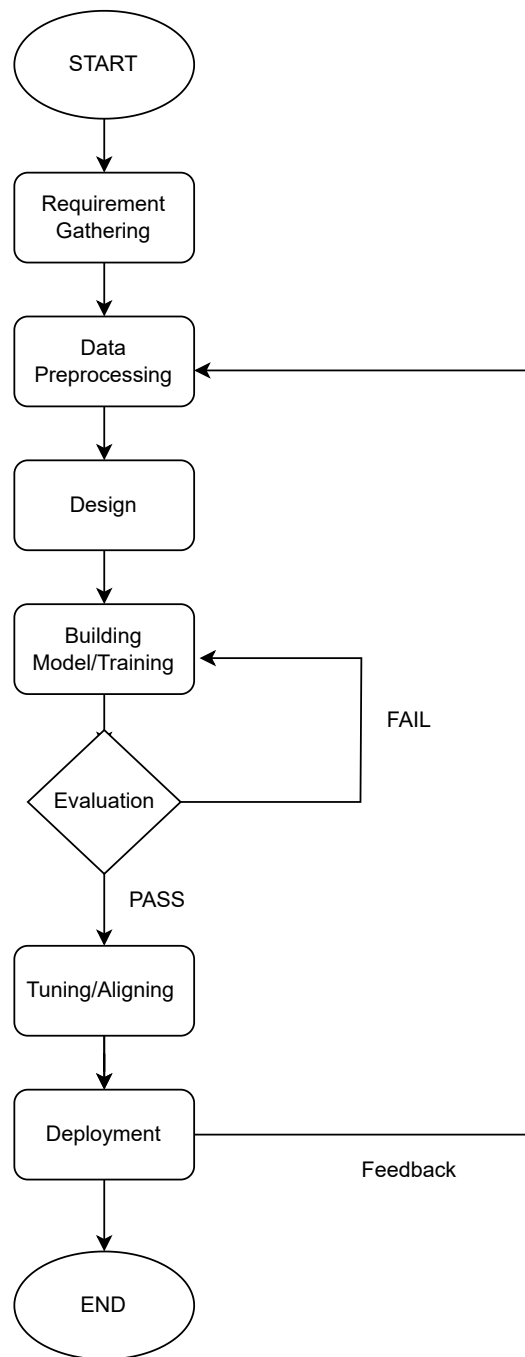 START
Requirement
Gathering
Data
Preprocessing
Design
Building
Model/Training
FAIL
Evaluation
PASS
Tuning/Aligning
Deployment
Feedback
END